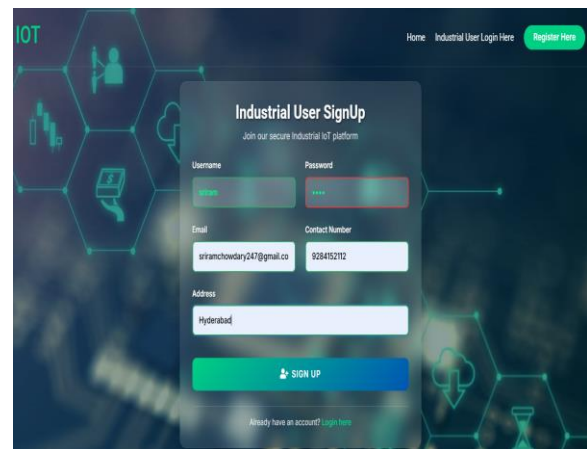 IOT
Home Industrial User Login Here Register Here
Industrial User SignUp
Join our secure Industrial IoT platform
Username Password
sriram ••••
Email Contact Number
sriramchowdary247@gmail.co 9284152112
Address
Hyderabad
SIGN UP
Already have an account? Login here